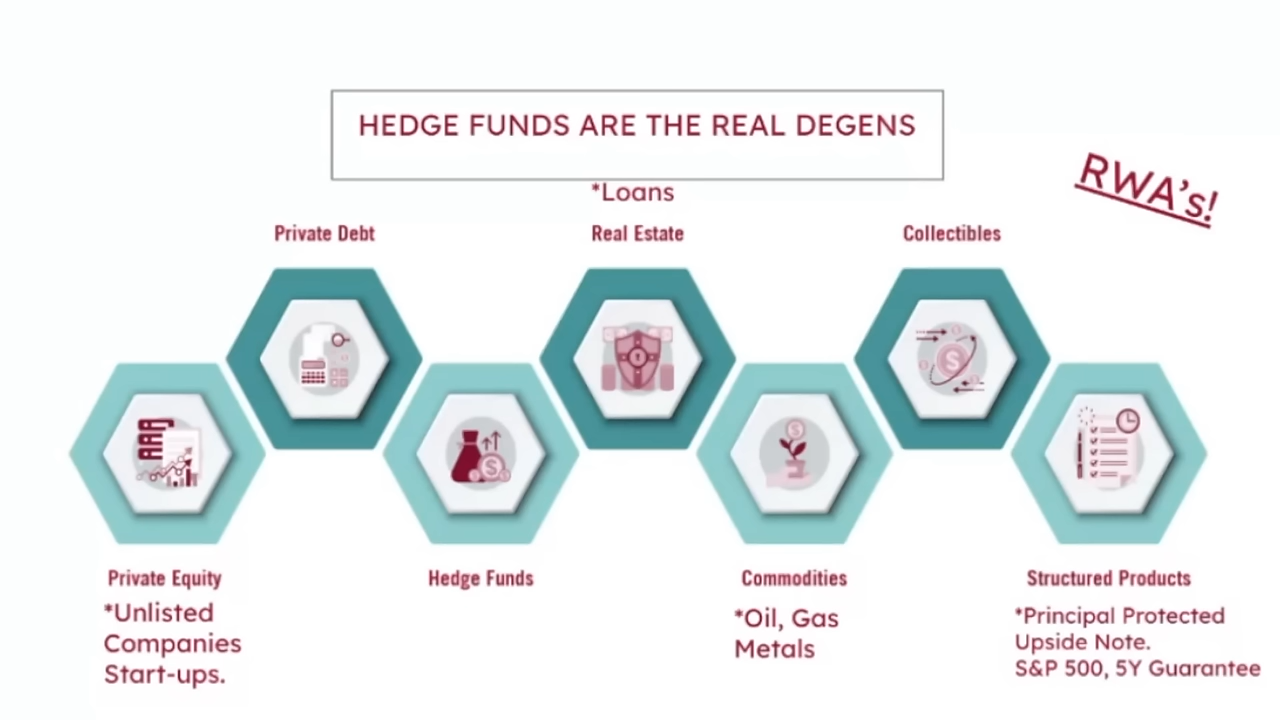 HEDGE FUNDS ARE THE REAL DEGENS
RWA's!
*Loans
Private Debt
Real Estate
Collectibles
Private Equity
*Unlisted
Companies
Start-ups.
Hedge Funds
Commodities
*Oil, Gas
Metals
Structured Products
*Principal Protected
Upside Note.
S&P 500, 5Y Guarantee